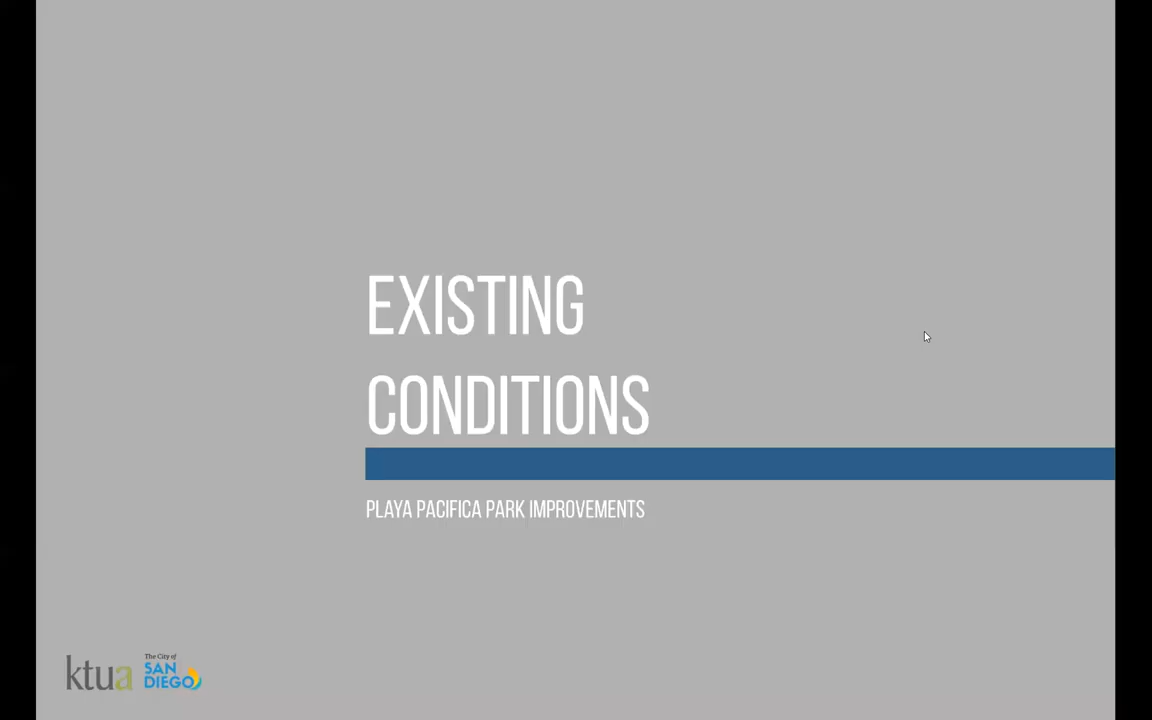 EXISTING
CONDITIONS
PLAYA PACIFICA PARK IMPROVEMENTS
ktua
The City of
SAN
DIEGO